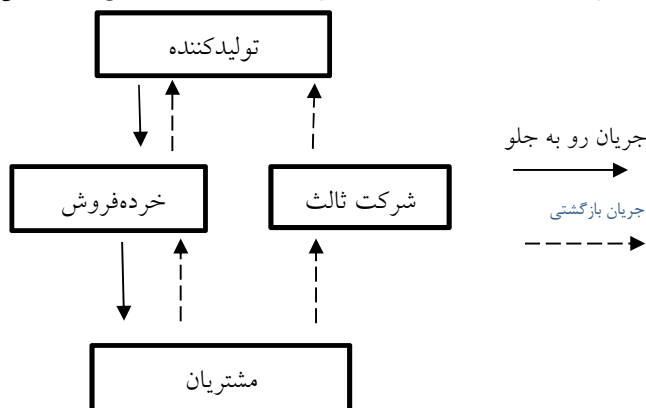 تولیدکننده
جریان رو به جلو
خرده‌فروش
شرکت ثالث
جریان بازگشتی
مشتریان